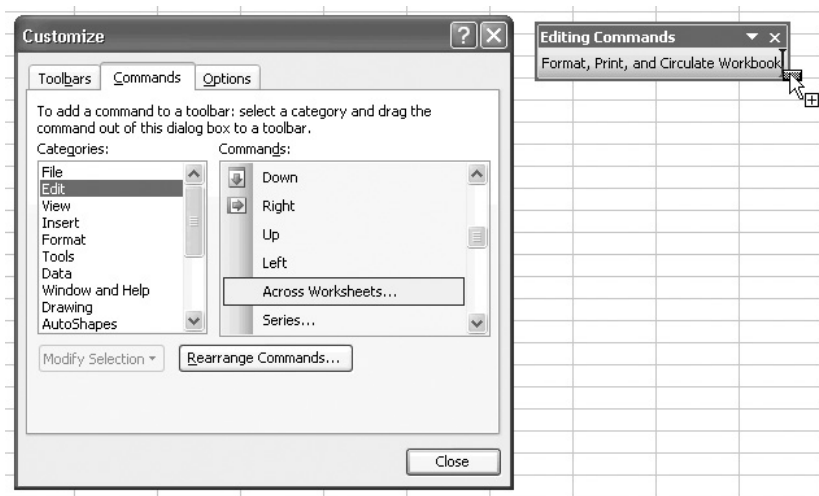 Customize
Toolbars Commands Options
To add a command to a toolbar: select a category and drag the
command out of this dialog box to a toolbar.
Categories:
File
Edit
View
Insert
Format
Tools
Data
Window and Help
Drawing
AutoShapes
Commands:
Down
Right
Up
Left
Across Worksheets...
Series...
Modify Selection
Rearrange Commands...
Close
Editing Commands
Format, Print, and Circulate Workbook